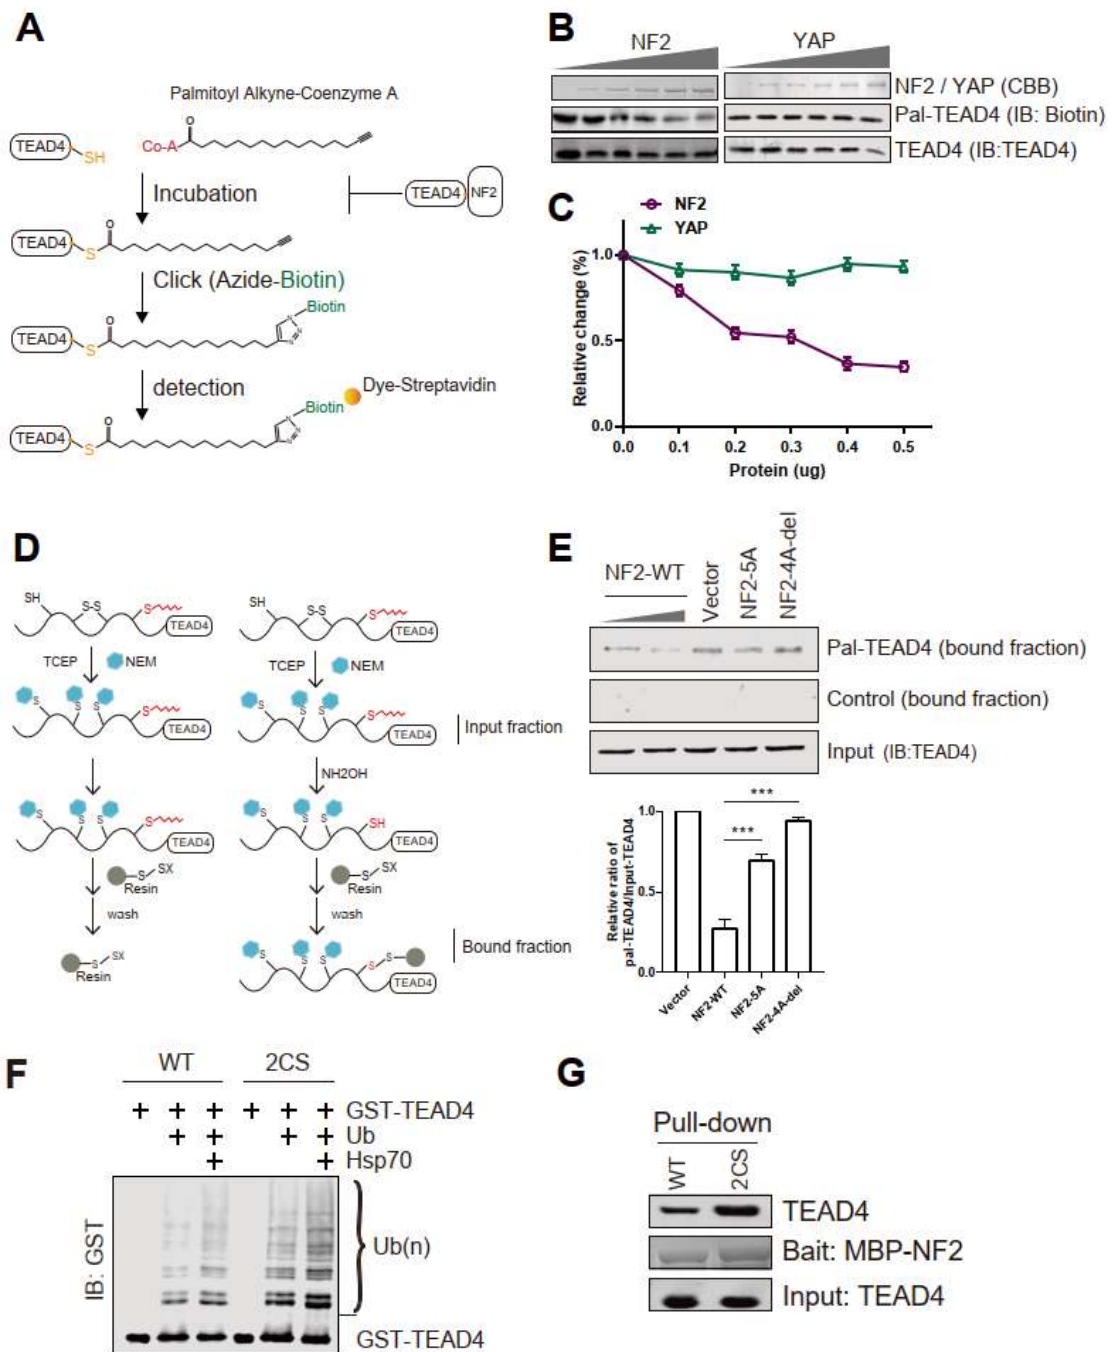 A
Palmitoyl Alkyne-Coenzyme A
TEAD4
SH
Co-A
O
Incubation
TEAD4
NF2
TEAD4
S
O
Click (Azide-Biotin)
Biotin
N
N
N
TEAD4
S
O
detection
Dye-Streptavidin
Biotin
N
N
N
TEAD4
S
O
B
NF2
YAP
NF2 / YAP (CBB)
Pal-TEAD4 (IB: Biotin)
TEAD4 (IB:TEAD4)
C
NF2
YAP
Relative change (%)
1.0
0.5
0.0
0.0 0.1 0.2 0.3 0.4 0.5
Protein (ug)
D
SH S-S S TEAD4
SH S-S S TEAD4
TCEP NEM
TCEP NEM
S S S S TEAD4
S S S S TEAD4
Input fraction
NH2OH
S S S S TEAD4
S S S SH TEAD4
S SX
Resin
S SX
Resin
wash
wash
S SX
Resin
S S S S S TEAD4
Bound fraction
E
NF2-WT
Vector
NF2-5A
NF2-4A-del
Pal-TEAD4 (bound fraction)
Control (bound fraction)
Input (IB:TEAD4)
Relative ratio of
pal-TEAD4/Input-TEAD4
1.0
0.5
0.0
***
***
Vector
NF2-WT
NF2-5A
NF2-4A-del
F
WT 2CS
+ + + + + + GST-TEAD4
+ + + + Ub
+ + Hsp70
IB: GST
Ub(n)
GST-TEAD4
G
Pull-down
WT
2CS
TEAD4
Bait: MBP-NF2
Input: TEAD4